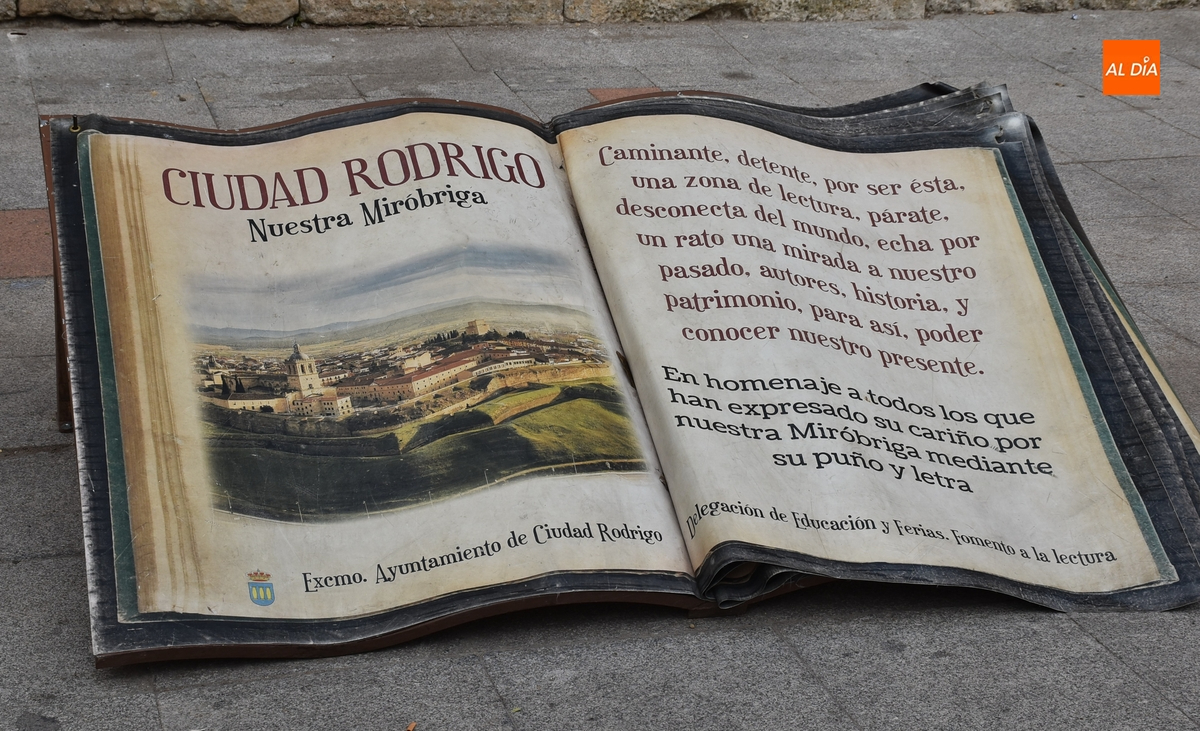 AL DÍA
CIUDAD RODRIGO
Nuestra Miróbriga
Excmo. Ayuntamiento de Ciudad Rodrigo
Caminante, detente, por ser ésta,
una zona de lectura, párate,
desconecta del mundo, echa por
un rato una mirada a nuestro
pasado, autores, historia, y
patrimonio, para así, poder
conocer nuestro presente.
En homenaje a todos los que
han expresado su cariño por
nuestra Miróbriga mediante
su puño y letra
Delegación de Educación y Ferias. Fomento a la lectura